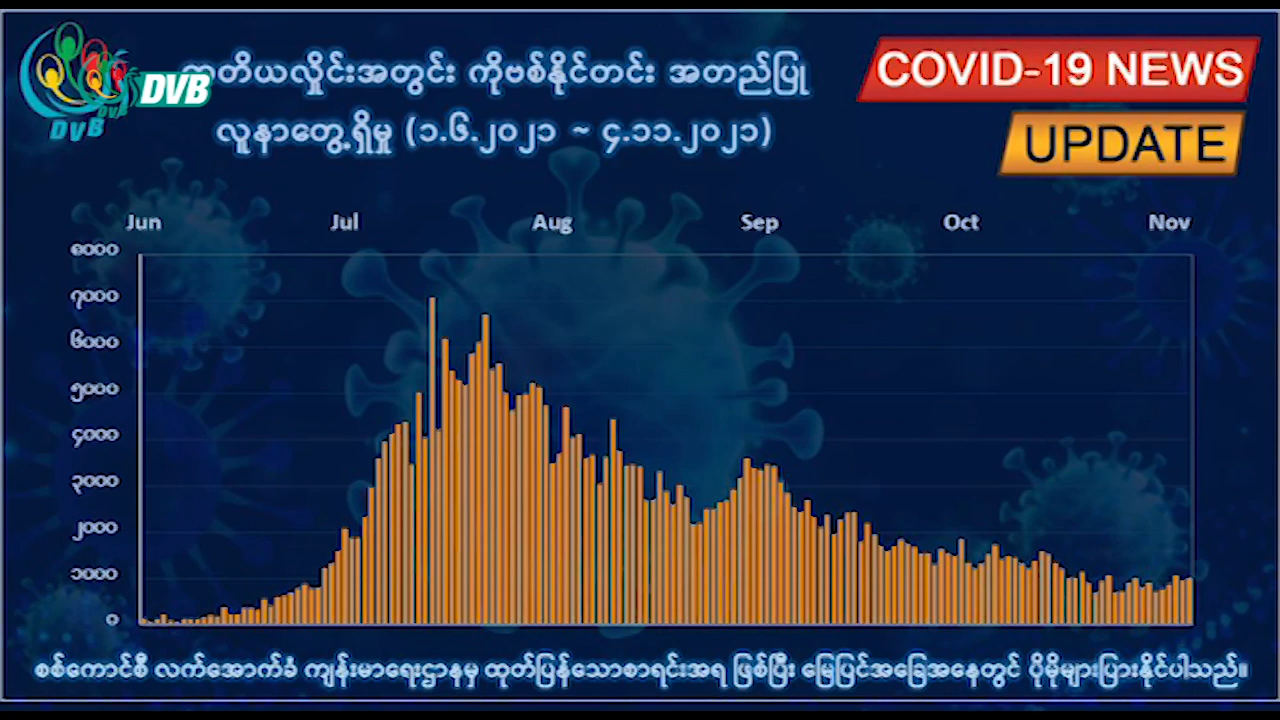 DVB
DVB
COVID-19 NEWS
UPDATE
တတိယလှိုင်းအတွင်း ကိုဗစ်နိုင်တင်း အတည်ပြု
လူနာတွေ့ရှိမှု (၁.၆.၂၀၂၁ ~ ၄.၁၁.၂၀၂၁)
Jun Jul Aug Sep Oct Nov
၈၀၀၀
၇၀၀၀
၆၀၀၀
၅၀၀၀
၄၀၀၀
၃၀၀၀
၂၀၀၀
၁၀၀၀
၀
စစ်ကောင်စီ လက်အောက်ခံ ကျန်းမာရေးဌာနမှ ထုတ်ပြန်သောစာရင်းအရ ဖြစ်ပြီး မြေပြင်အခြေအနေတွင် ပိုမိုများပြားနိုင်ပါသည်။